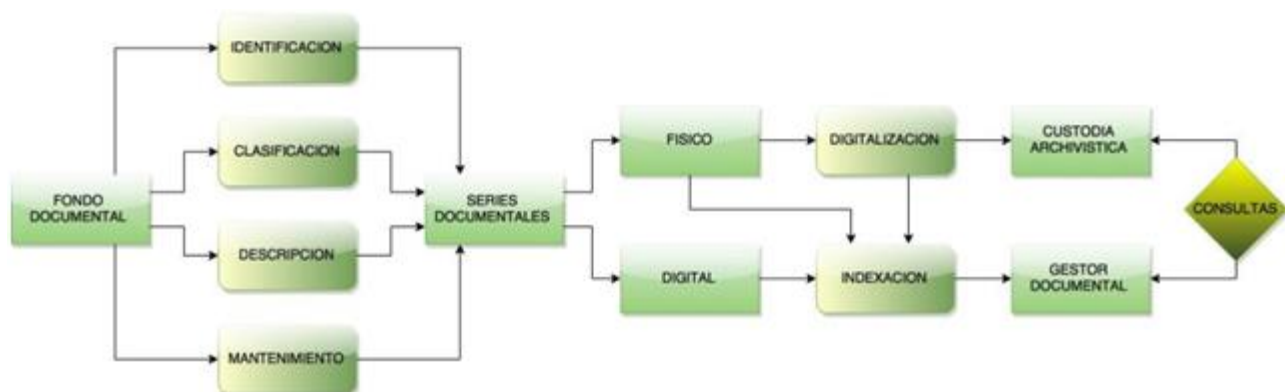 IDENTIFICACION
CLASIFICACION
FONDO
DOCUMENTAL
DESCRIPCION
MANTENIMIENTO
SERIES
DOCUMENTALES
FISICO
DIGITALIZACION
CUSTODIA
ARCHIVISTICA
DIGITAL
INDEXACION
GESTOR
DOCUMENTAL
CONSULTAS